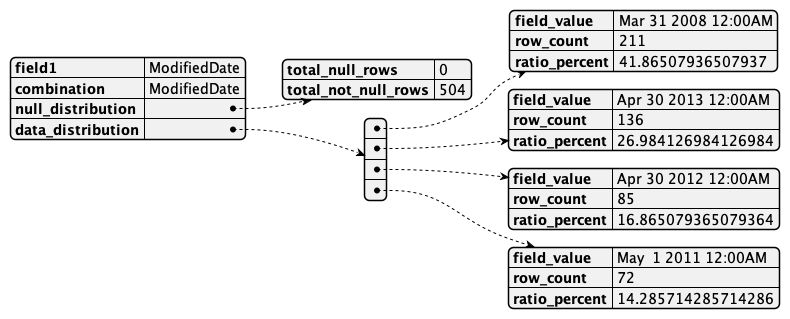 field1 ModifiedDate
combination ModifiedDate
null_distribution
data_distribution
total_null_rows 0
total_not_null_rows 504
field_value Mar 31 2008 12:00AM
row_count 211
ratio_percent 41.86507936507937
field_value Apr 30 2013 12:00AM
row_count 136
ratio_percent 26.984126984126984
field_value Apr 30 2012 12:00AM
row_count 85
ratio_percent 16.865079365079364
field_value May  1 2011 12:00AM
row_count 72
ratio_percent 14.285714285714286